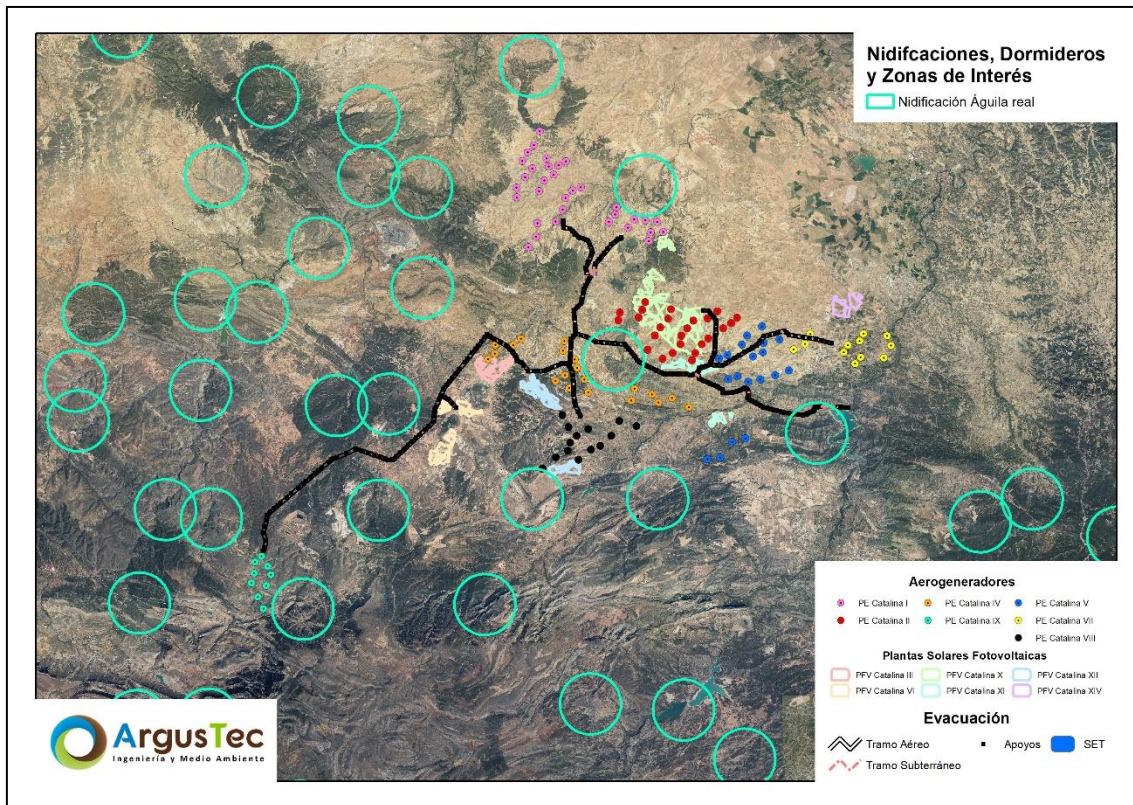 Nidifcaciones, Dormideros
y Zonas de Interés
Nidificación Águila real
Aerogeneradores
PE Catalina I
PE Catalina IV
PE Catalina V
PE Catalina II
PE Catalina IX
PE Catalina VII
PE Catalina VIII
Plantas Solares Fotovoltaicas
PFV Catalina III
PFV Catalina X
PFV Catalina XII
PFV Catalina VI
PFV Catalina XI
PFV Catalina XIV
Evacuación
Tramo Aéreo
Apoyos
SET
Tramo Subterráneo
ArgusTec
Ingeniería y Medio Ambiente